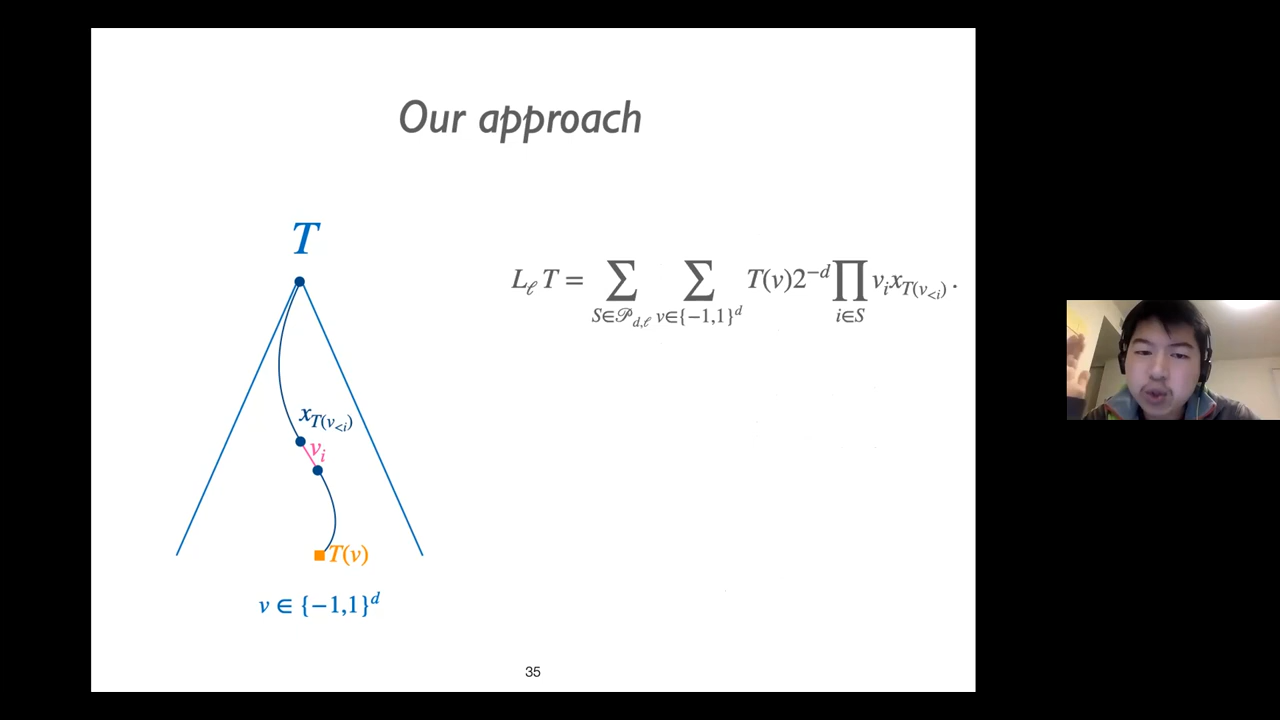 Our approach
T
L_ℓ T = ∑_{S∈𝒫_{d,ℓ}} ∑_{v∈{−1,1}^d} T(v)2^{−d} ∏_{i∈S} v_i x_{T(v_{<i})} .
x_{T(v_{<i})}
v_i
T(v)
v ∈ {−1,1}^d
35